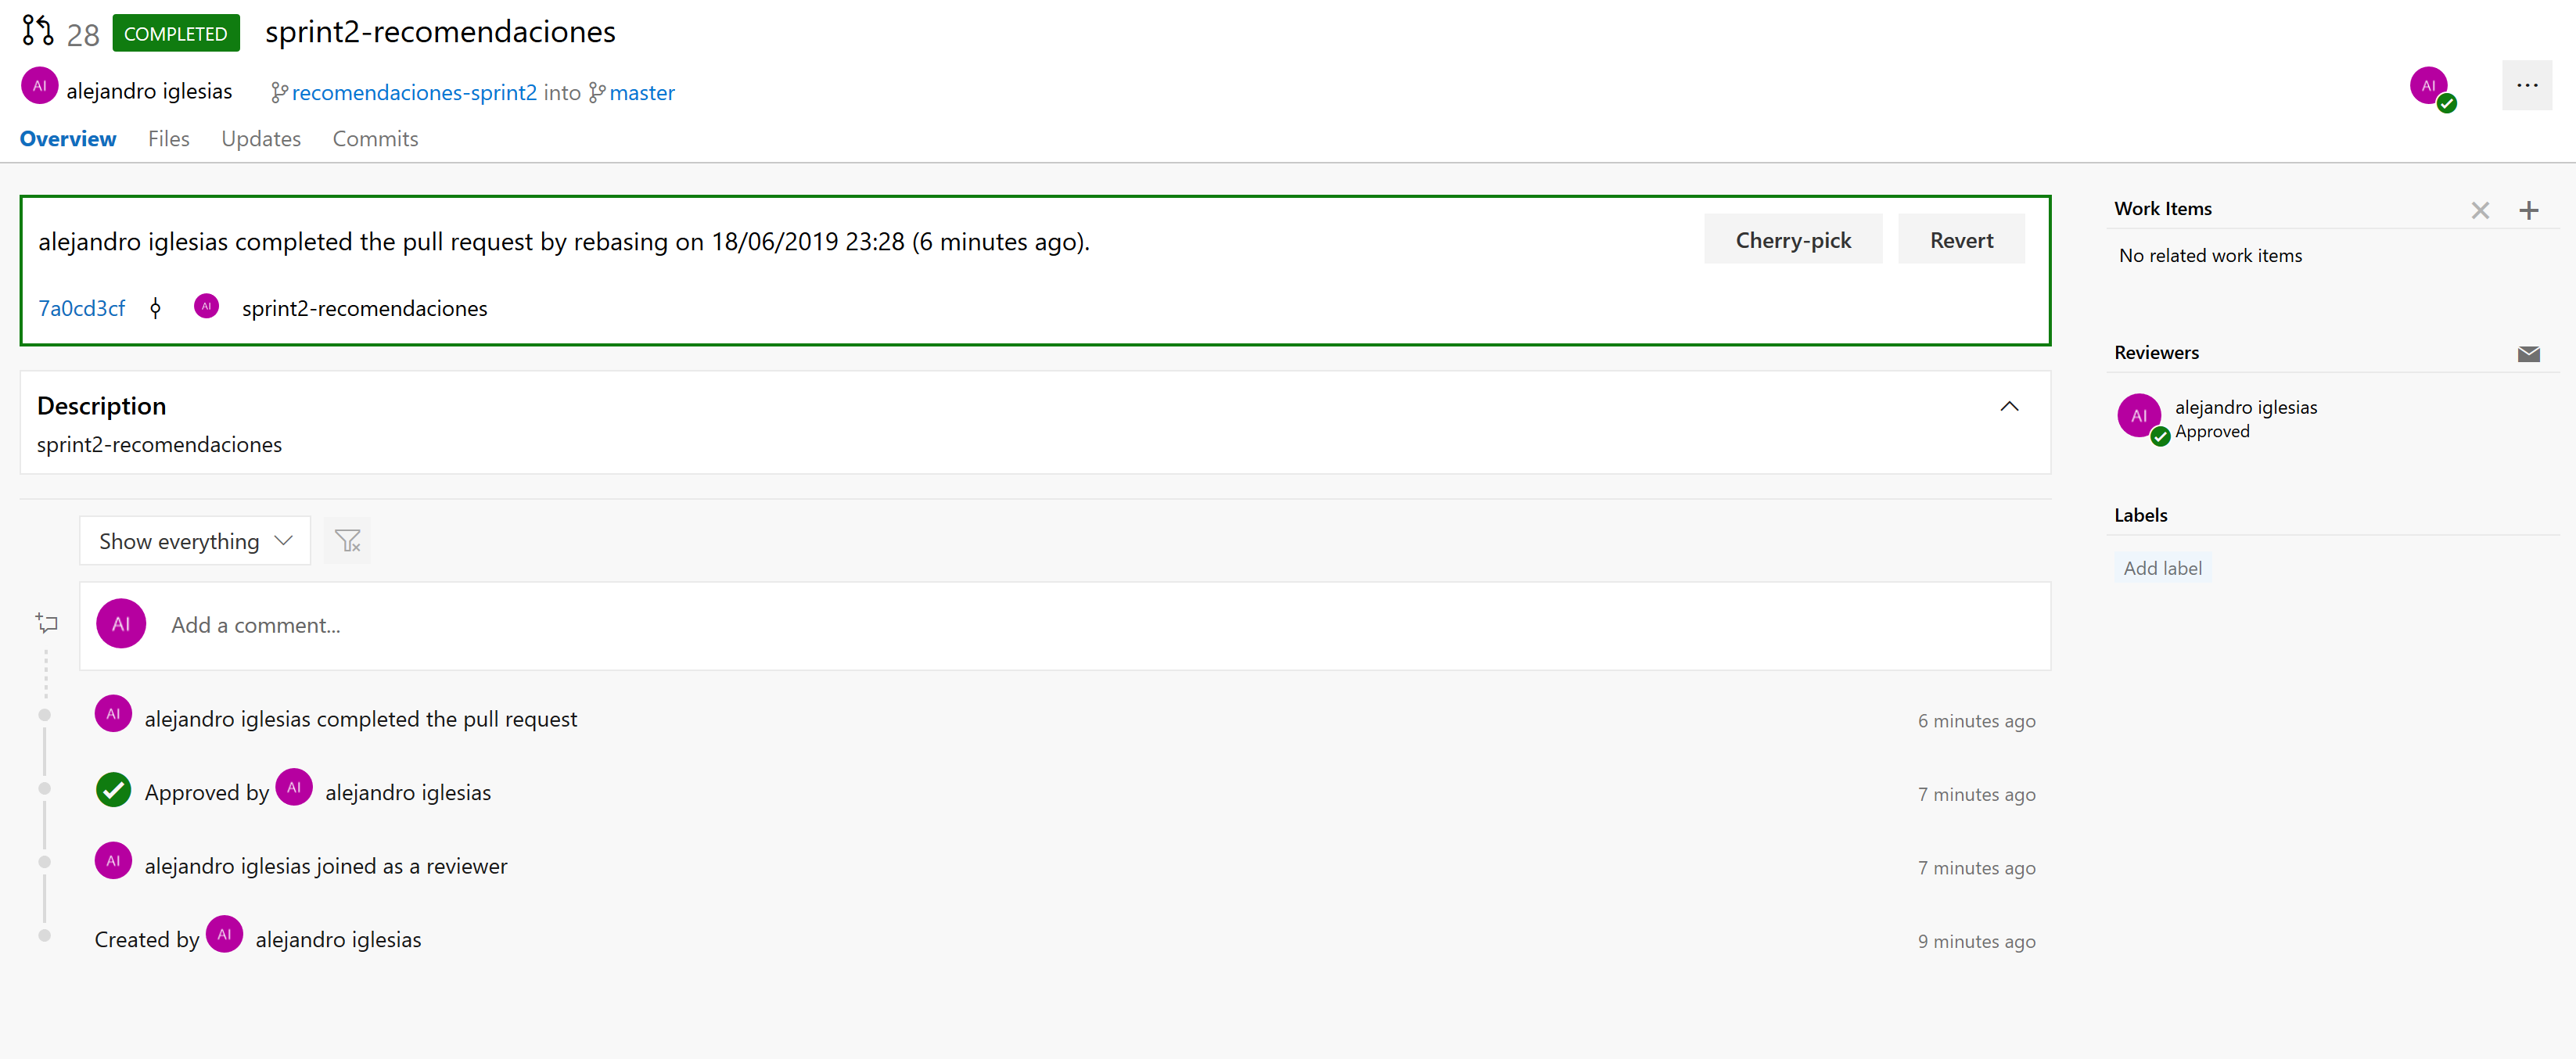 28 COMPLETED sprint2-recomendaciones
AI alejandro iglesias recomendaciones-sprint2 into master AI ...
Overview Files Updates Commits
alejandro iglesias completed the pull request by rebasing on 18/06/2019 23:28 (6 minutes ago). Cherry-pick Revert
7a0cd3cf AI sprint2-recomendaciones
Description
sprint2-recomendaciones
Show everything
AI Add a comment...
AI alejandro iglesias completed the pull request 6 minutes ago
Approved by AI alejandro iglesias 7 minutes ago
AI alejandro iglesias joined as a reviewer 7 minutes ago
Created by AI alejandro iglesias 9 minutes ago
Work Items
No related work items
Reviewers
AI alejandro iglesias
Approved
Labels
Add label